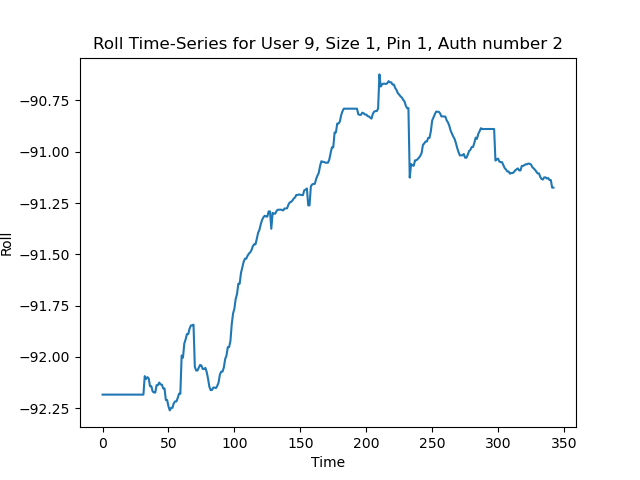 Roll Time-Series for User 9, Size 1, Pin 1, Auth number 2
−90.75
−91.00
−91.25
−91.50
−91.75
−92.00
−92.25
Roll
0 50 100 150 200 250 300 350
Time